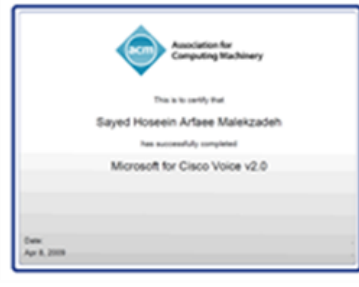 acm
Association for
Computing Machinery
This is to certify that
Sayed Hoseein Arfaee Malekzadeh
has successfully completed
Microsoft for Cisco Voice v2.0
Date:
Apr 8, 2009